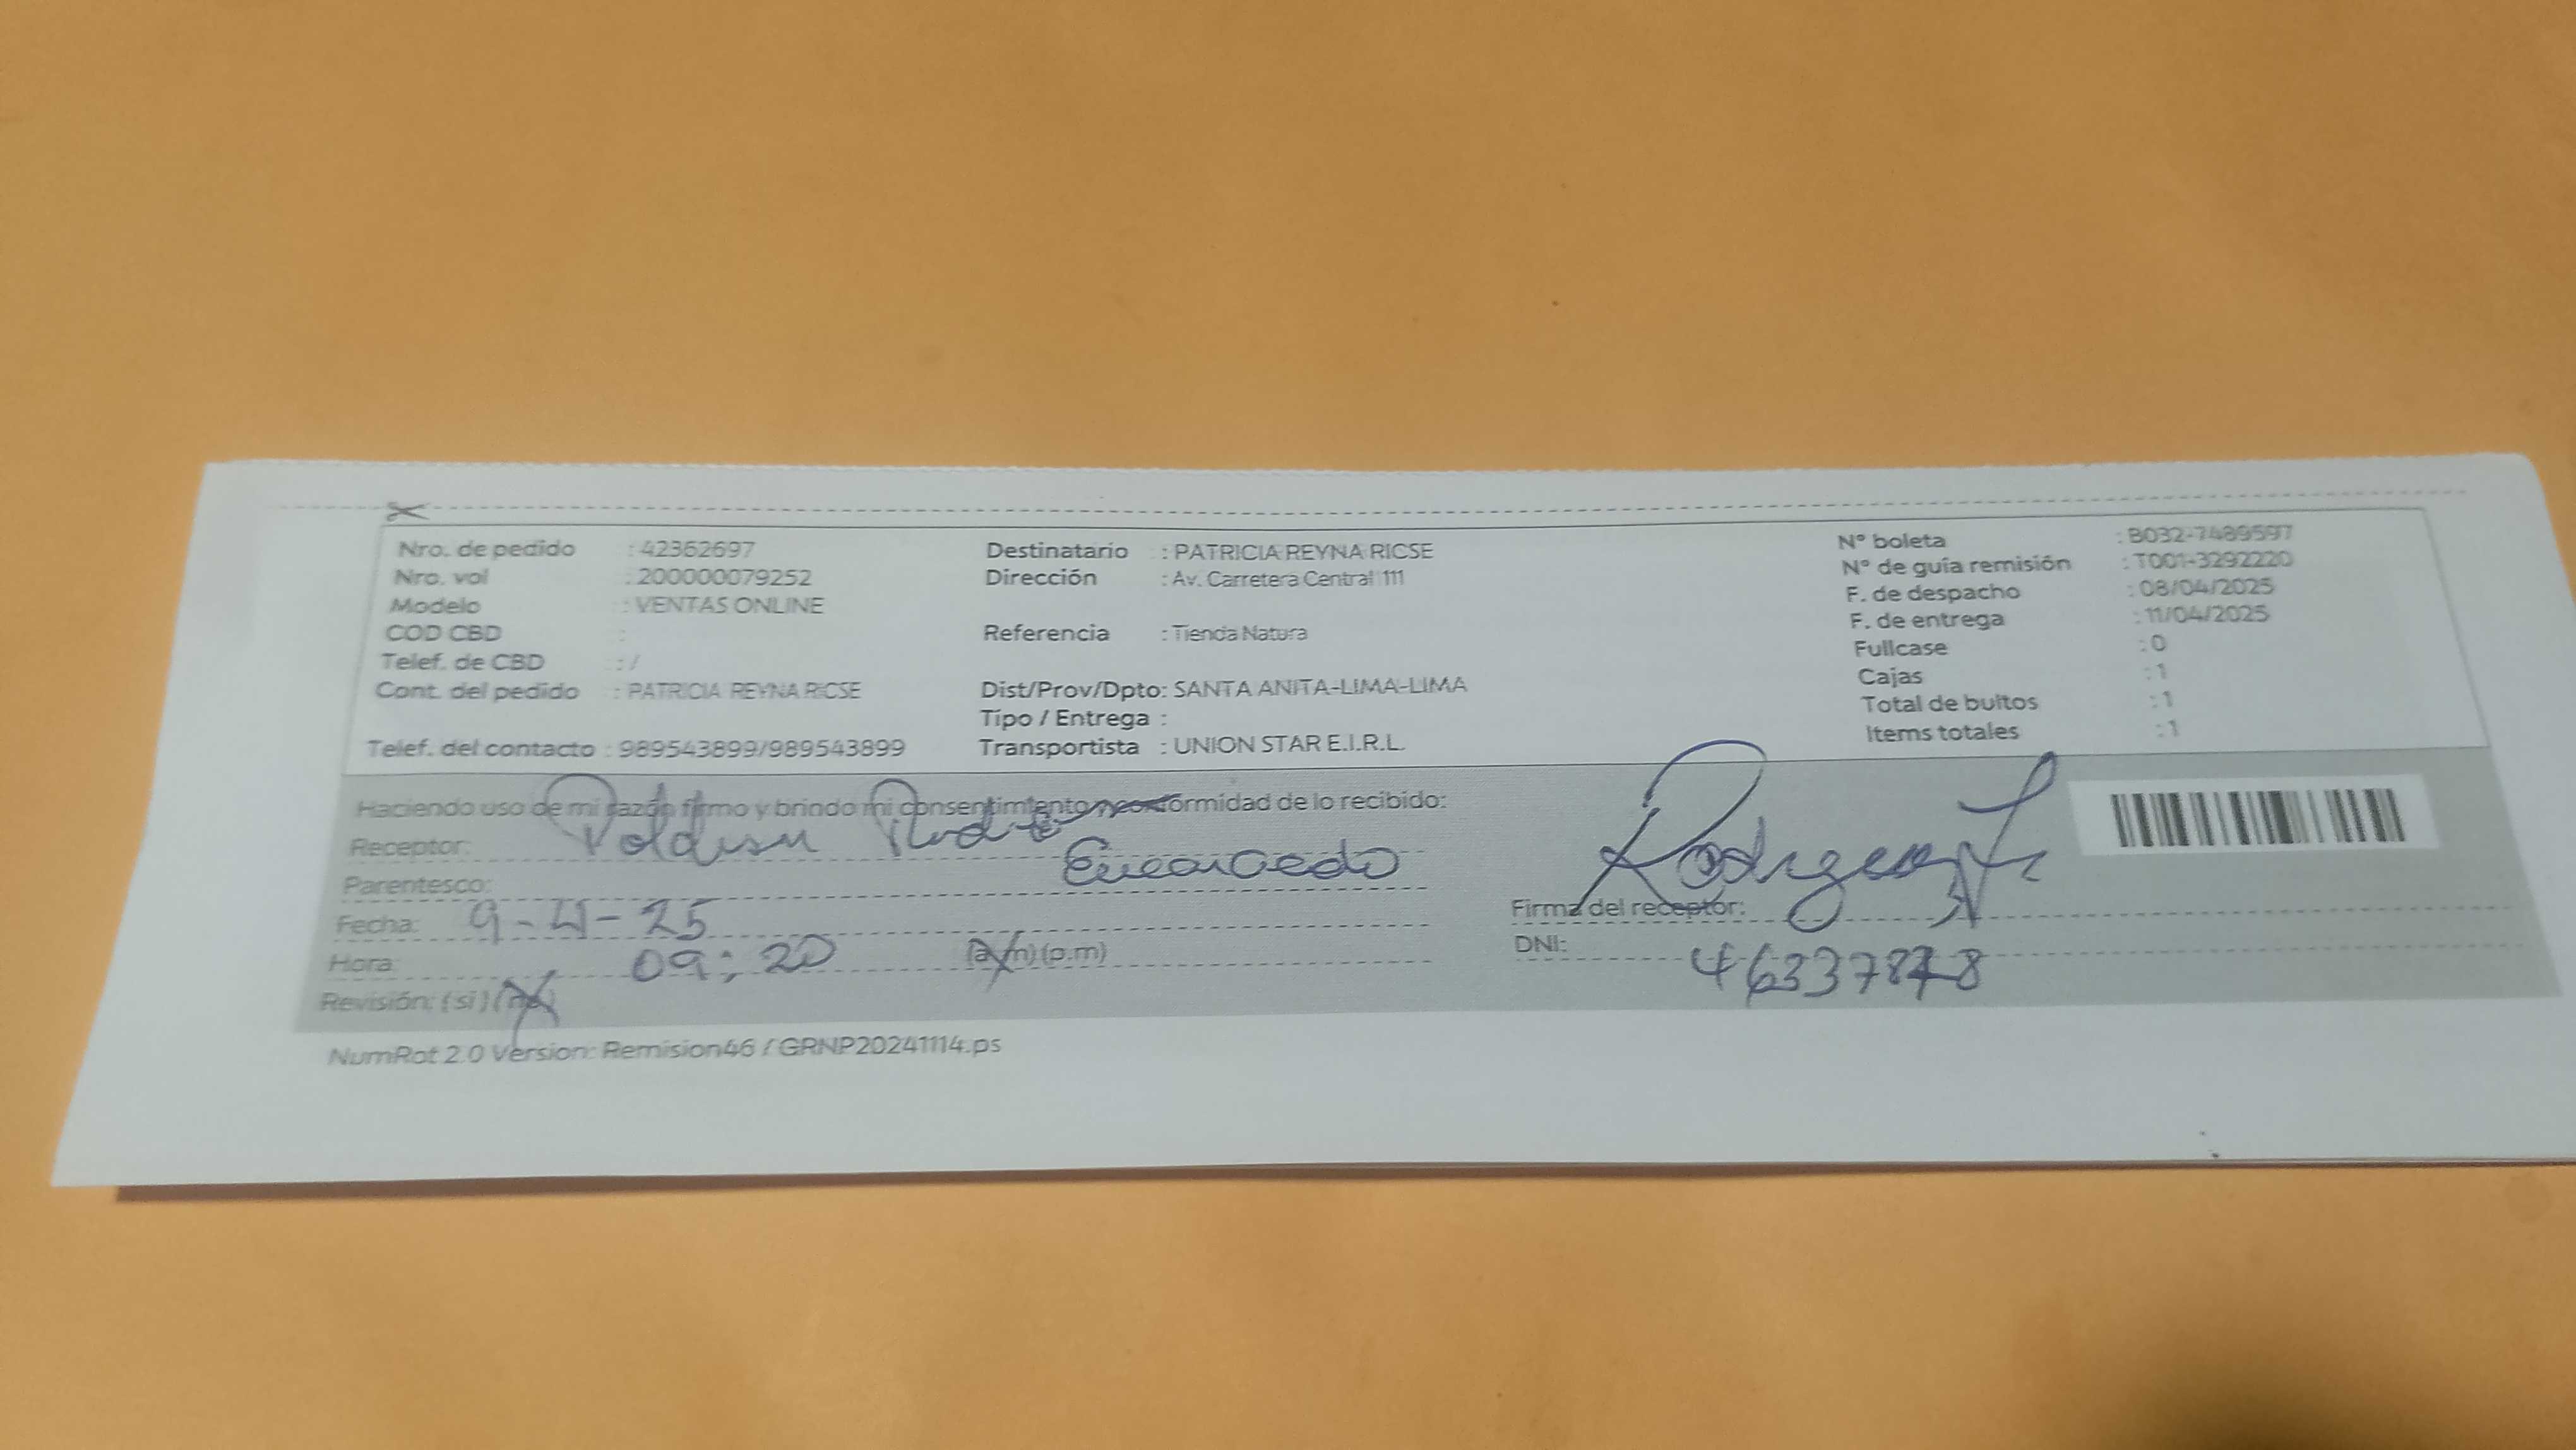 Nro. de pedido : 42362697
Nro. vol : 200000079252
Modelo : VENTAS ONLINE
COD CBD :
Telef. de CBD : /
Cont. del pedido : PATRICIA REYNA RICSE
Telef. del contacto : 989543899/989543899
Destinatario : PATRICIA REYNA RICSE
Dirección : Av. Carretera Central 111
Referencia : Tienda Natura
Dist/Prov/Dpto: SANTA ANITA-LIMA-LIMA
Tipo / Entrega :
Transportista : UNION STAR E.I.R.L.
N° boleta : B032-7489597
N° de guía remisión : T001-3292220
F. de despacho : 08/04/2025
F. de entrega : 11/04/2025
Fullcase : 0
Cajas : 1
Total de bultos : 1
Items totales : 1
Haciendo uso de mi razón firmo y brindo mi consentimiento y conformidad de lo recibido:
Receptor:
Parentesco: Encargado
Fecha: 9-4-25
Hora: 09:20 (a.m) (p.m)
Revisión: (si) (no)
Firma del receptor:
DNI:
NumRot 2.0 Version: Remision46 / GRNP20241114.ps